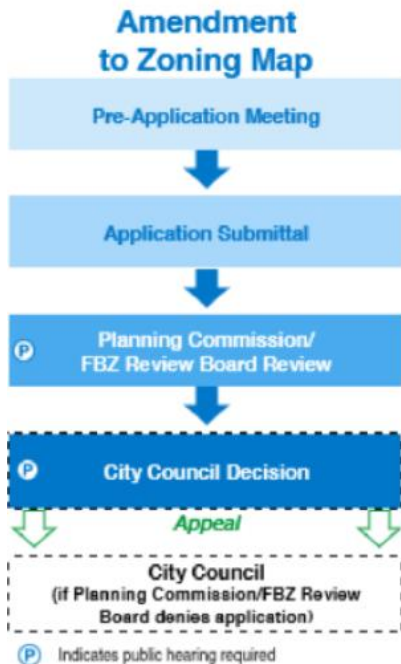 Amendment
to Zoning Map
Pre-Application Meeting
Application Submittal
P
Planning Commission/
FBZ Review Board Review
P
City Council Decision
Appeal
City Council
(if Planning Commission/FBZ Review
Board denies application)
P Indicates public hearing required